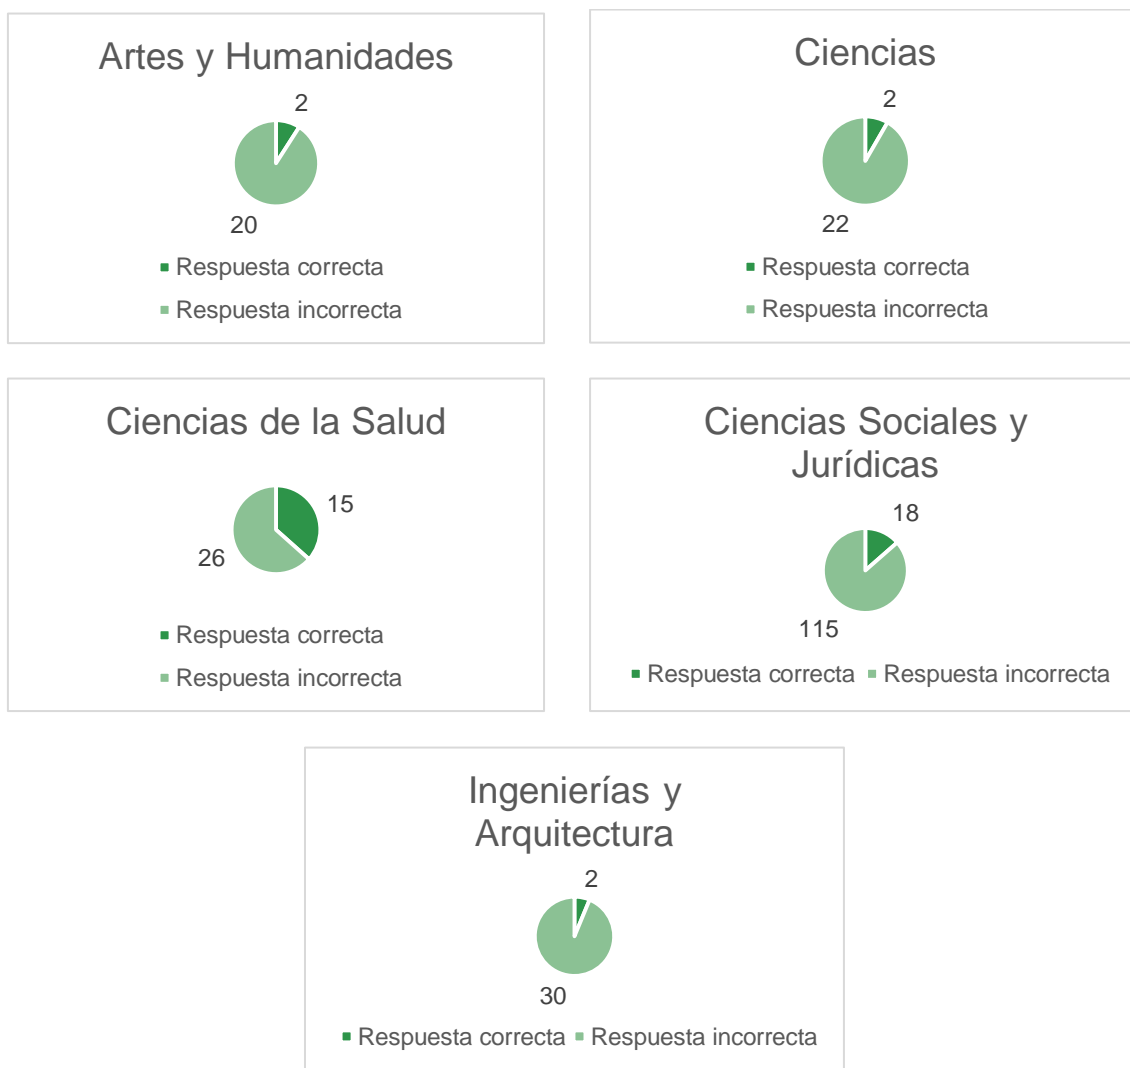 Artes y Humanidades
2
20
Respuesta correcta
Respuesta incorrecta
Ciencias
2
22
Respuesta correcta
Respuesta incorrecta
Ciencias de la Salud
15
26
Respuesta correcta
Respuesta incorrecta
Ciencias Sociales y
Jurídicas
18
115
Respuesta correcta Respuesta incorrecta
Ingenierías y
Arquitectura
2
30
Respuesta correcta Respuesta incorrecta